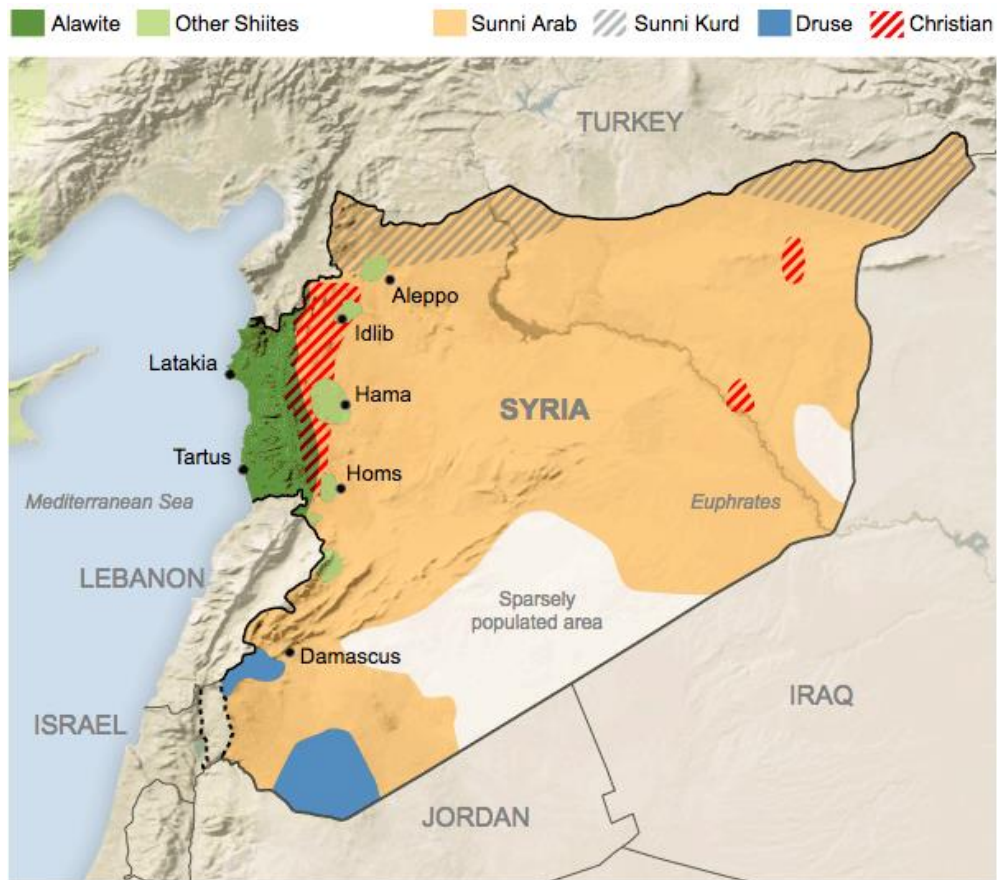 Alawite
Other Shiites
Sunni Arab
Sunni Kurd
Druse
Christian
TURKEY
Aleppo
Idlib
Latakia
Hama
SYRIA
Tartus
Homs
Mediterranean Sea
Euphrates
LEBANON
Sparsely
populated area
Damascus
IRAQ
ISRAEL
JORDAN